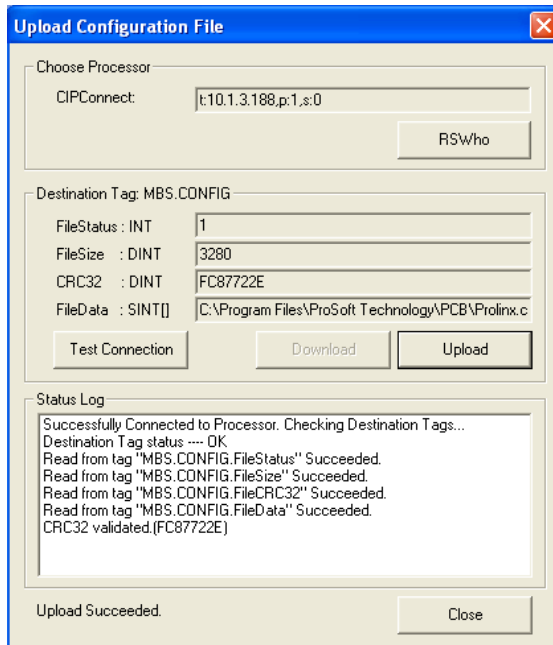 Upload Configuration File
Choose Processor
CIPConnect: t:10.1.3.188,p:1,s:0
RSWho
Destination Tag: MBS.CONFIG
FileStatus : INT 1
FileSize : DINT 3280
CRC32 : DINT FC87722E
FileData : SINT[] C:\Program Files\ProSoft Technology\PCB\Prolinx.c
Test Connection Download Upload
Status Log
Successfully Connected to Processor. Checking Destination Tags...
Destination Tag status ---- OK
Read from tag "MBS.CONFIG.FileStatus" Succeeded.
Read from tag "MBS.CONFIG.FileSize" Succeeded.
Read from tag "MBS.CONFIG.FileCRC32" Succeeded.
Read from tag "MBS.CONFIG.FileData" Succeeded.
CRC32 validated.(FC87722E)
Upload Succeeded. Close